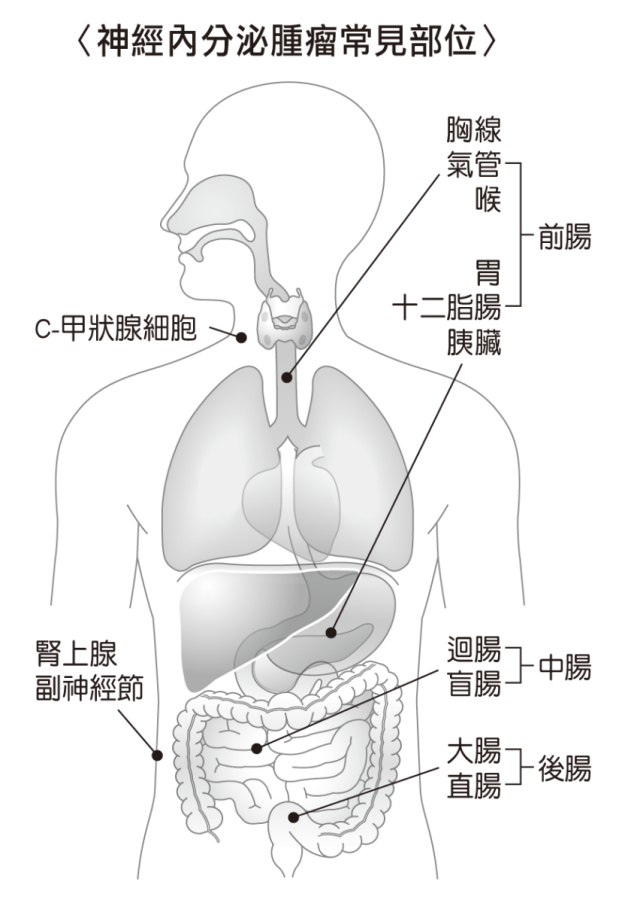 〈神經內分泌腫瘤常見部位〉
胸線
氣管
喉
前腸
胃
十二脂腸
胰臟
C-甲狀腺細胞
腎上腺
副神經節
迴腸
盲腸
中腸
大腸
直腸
後腸